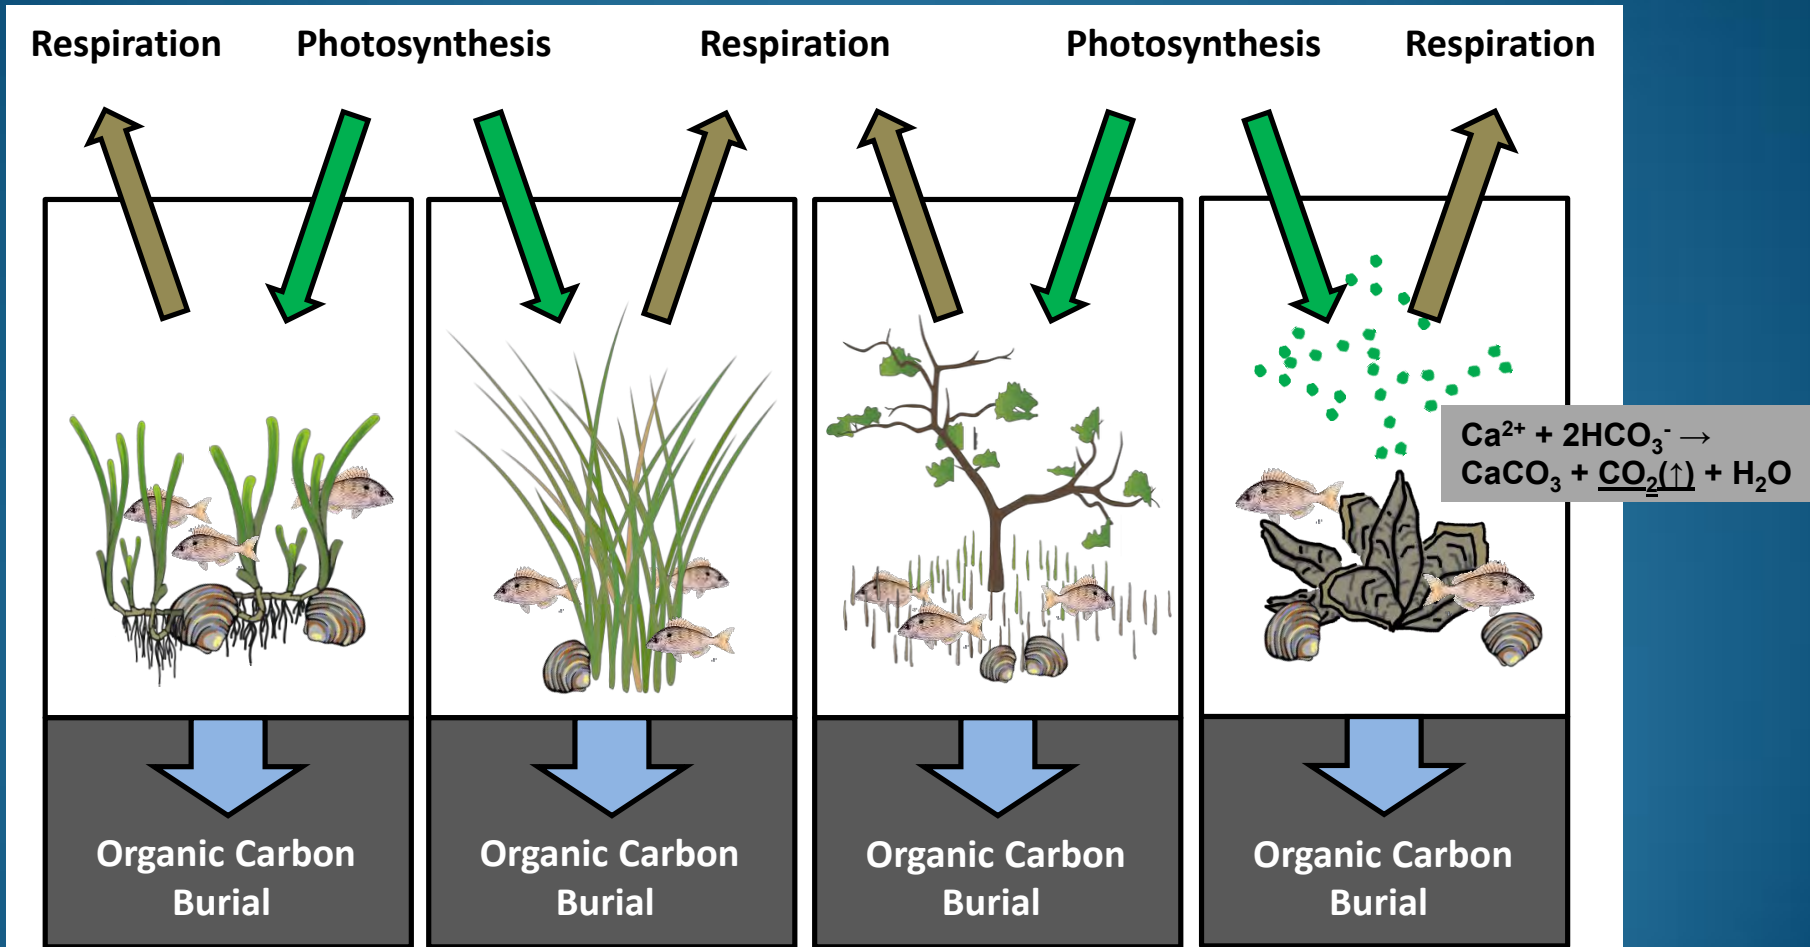 Respiration Photosynthesis Respiration Photosynthesis Respiration
Ca²⁺ + 2HCO₃⁻ →
CaCO₃ + CO₂(↑) + H₂O
Organic Carbon
Burial
Organic Carbon
Burial
Organic Carbon
Burial
Organic Carbon
Burial